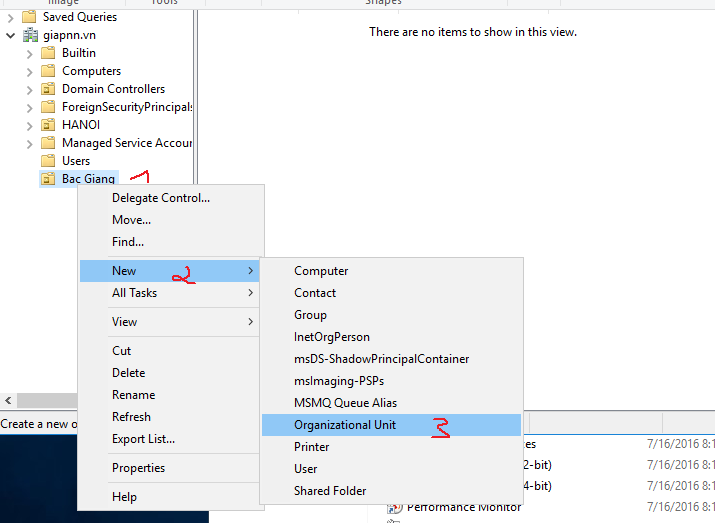 Image
Tools
Shapes
Saved Queries
giapnn.vn
Builtin
Computers
Domain Controllers
ForeignSecurityPrincipals
HANOI
Managed Service Accour
Users
Bac Giang
1
There are no items to show in this view.
Delegate Control...
Move...
Find...
New
2
All Tasks
View
Cut
Delete
Rename
Refresh
Export List...
Properties
Help
Computer
Contact
Group
InetOrgPerson
msDS-ShadowPrincipalContainer
msImaging-PSPs
MSMQ Queue Alias
Organizational Unit
3
Printer
User
Shared Folder
Create a new o
es
7/16/2016 8:1
2-bit)
7/16/2016 8:1
4-bit)
7/16/2016 8:1
Performance Monitor
7/16/2016 8:1